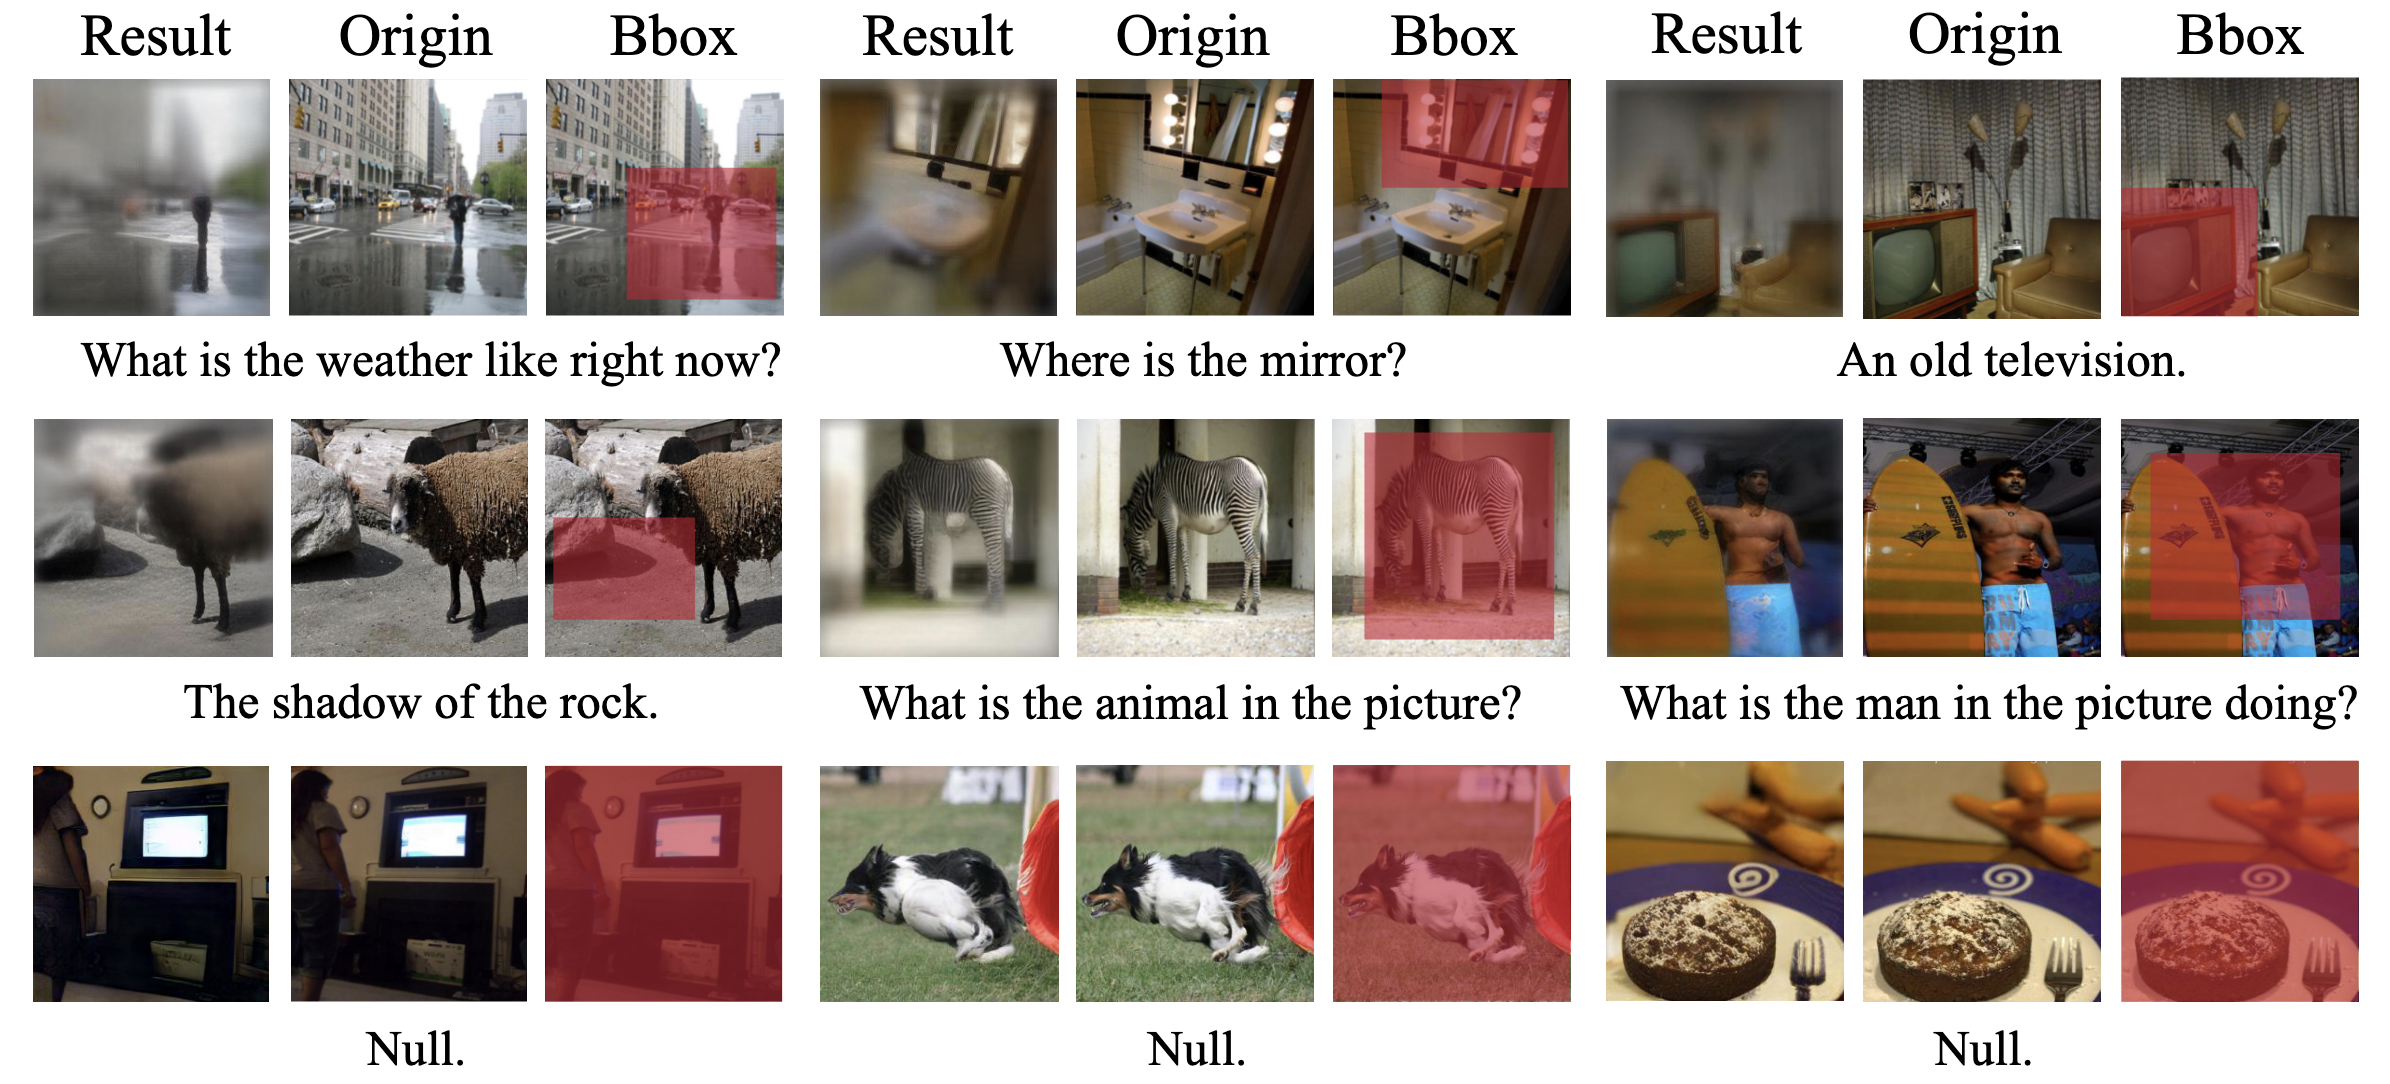 Result Origin Bbox Result Origin Bbox Result Origin Bbox
What is the weather like right now? Where is the mirror? An old television.
The shadow of the rock. What is the animal in the picture? What is the man in the picture doing?
Null. Null. Null.